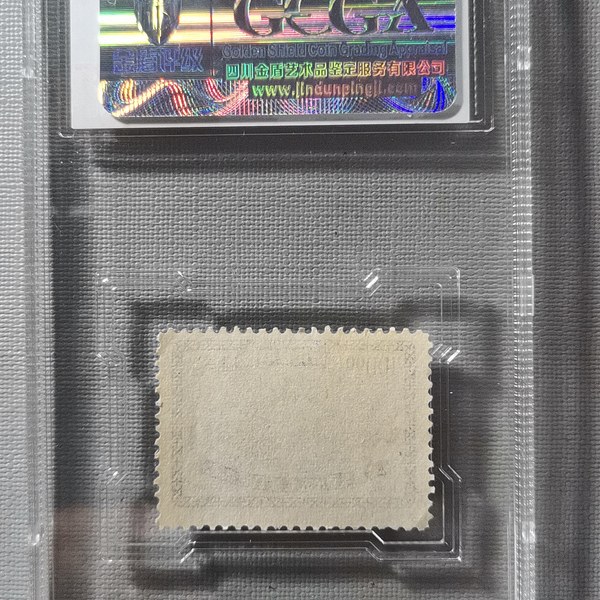 GCGA
金盾评级
Golden Shield Coin Grading Appraisal
四川金盾艺术品鉴定服务有限公司
www.jindunpingji.com